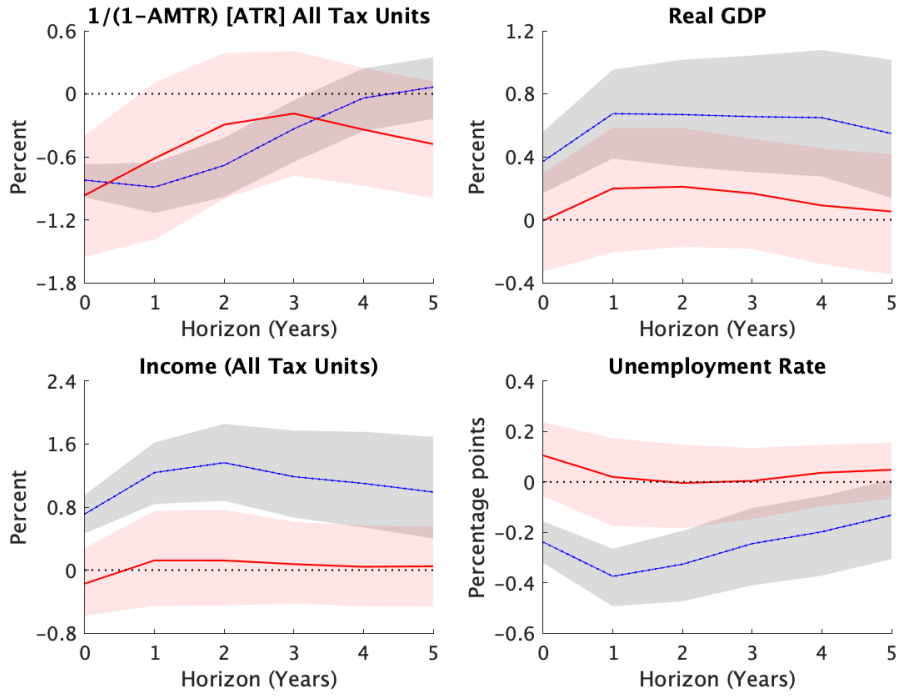 1/(1-AMTR) [ATR] All Tax Units
0.6
0
-0.6
-1.2
-1.8
Percent
0 1 2 3 4 5
Horizon (Years)
Real GDP
1.2
0.8
0.4
0
-0.4
Percent
0 1 2 3 4 5
Horizon (Years)
Income (All Tax Units)
2.4
1.6
0.8
0
-0.8
Percent
0 1 2 3 4 5
Horizon (Years)
Unemployment Rate
0.4
0.2
0
-0.2
-0.4
-0.6
Percentage points
0 1 2 3 4 5
Horizon (Years)